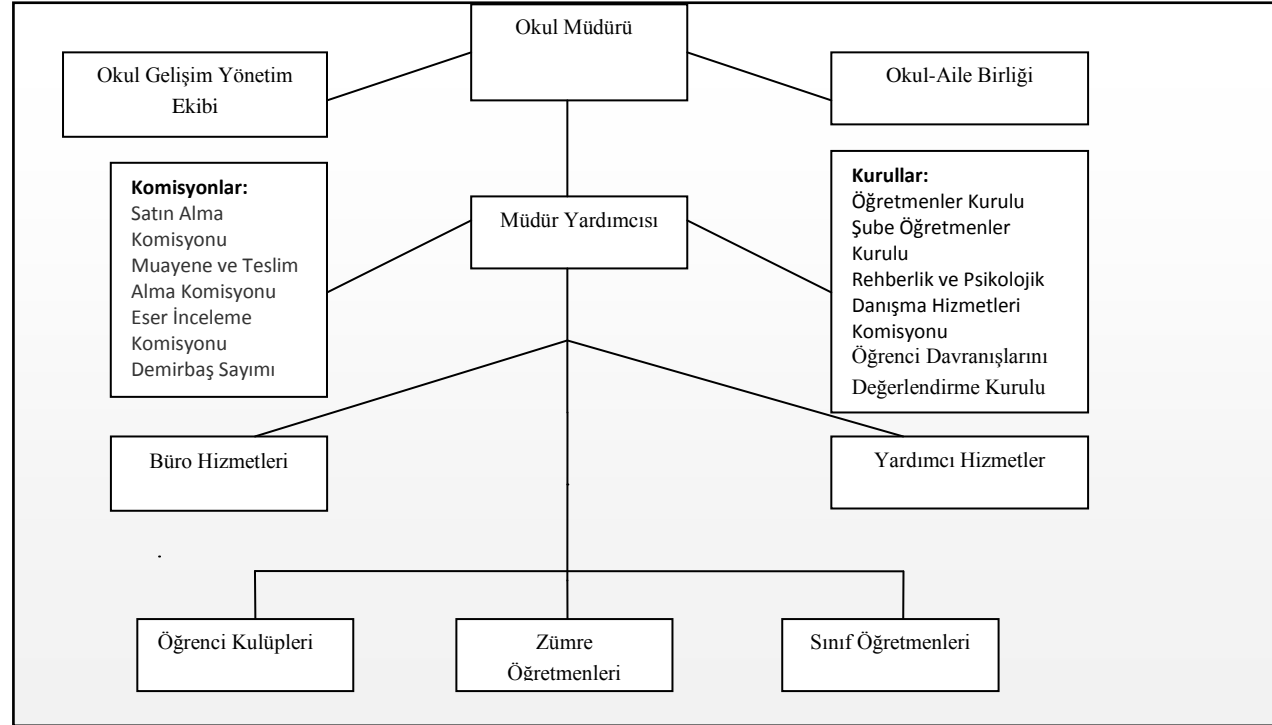 Okul Müdürü
Okul Gelişim Yönetim
Ekibi
Okul-Aile Birliği
Komisyonlar:
Satın Alma
Komisyonu
Muayene ve Teslim
Alma Komisyonu
Eser İnceleme
Komisyonu
Demirbaş Sayımı
Müdür Yardımcısı
Kurullar:
Öğretmenler Kurulu
Şube Öğretmenler
Kurulu
Rehberlik ve Psikolojik
Danışma Hizmetleri
Komisyonu
Öğrenci Davranışlarını
Değerlendirme Kurulu
Büro Hizmetleri
Yardımcı Hizmetler
Öğrenci Kulüpleri
Zümre
Öğretmenleri
Sınıf Öğretmenleri